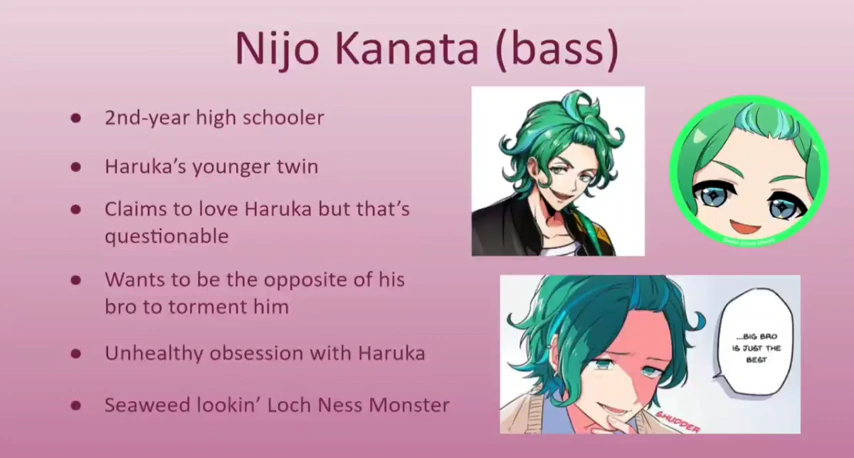 Nijo Kanata (bass)
● 2nd-year high schooler
● Haruka's younger twin
● Claims to love Haruka but that's
questionable
● Wants to be the opposite of his
bro to torment him
● Unhealthy obsession with Haruka
● Seaweed lookin' Loch Ness Monster
...BIG BRO
IS JUST THE
BEST
SHUDDER